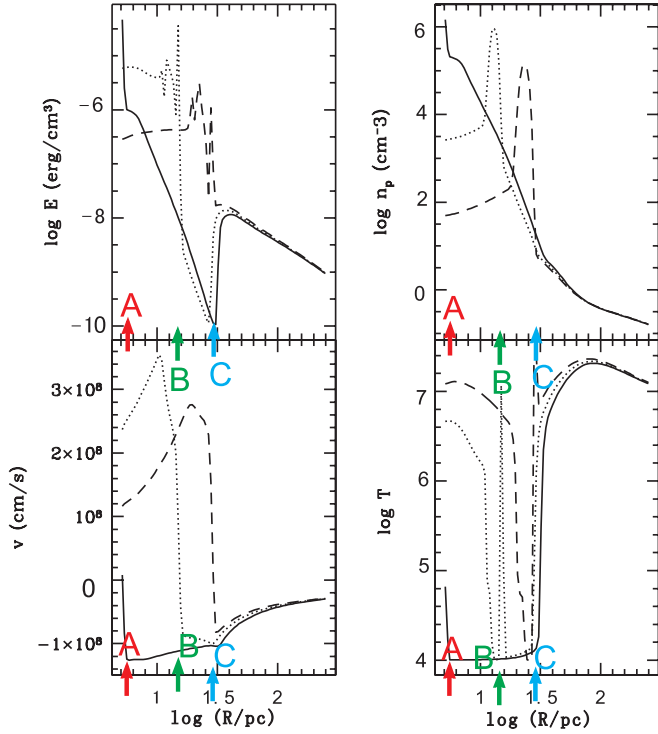 log E (erg/cm³)
-6
-8
-10
A
B
C
log n_p (cm-3)
6
4
2
0
A
B
C
v (cm/s)
3×10⁸
2×10⁸
10⁸
0
-1×10⁸
A
B
C
1
1.5
2
log (R/pc)
log T
7
6
5
4
A
B
C
1
1.5
2
log (R/pc)